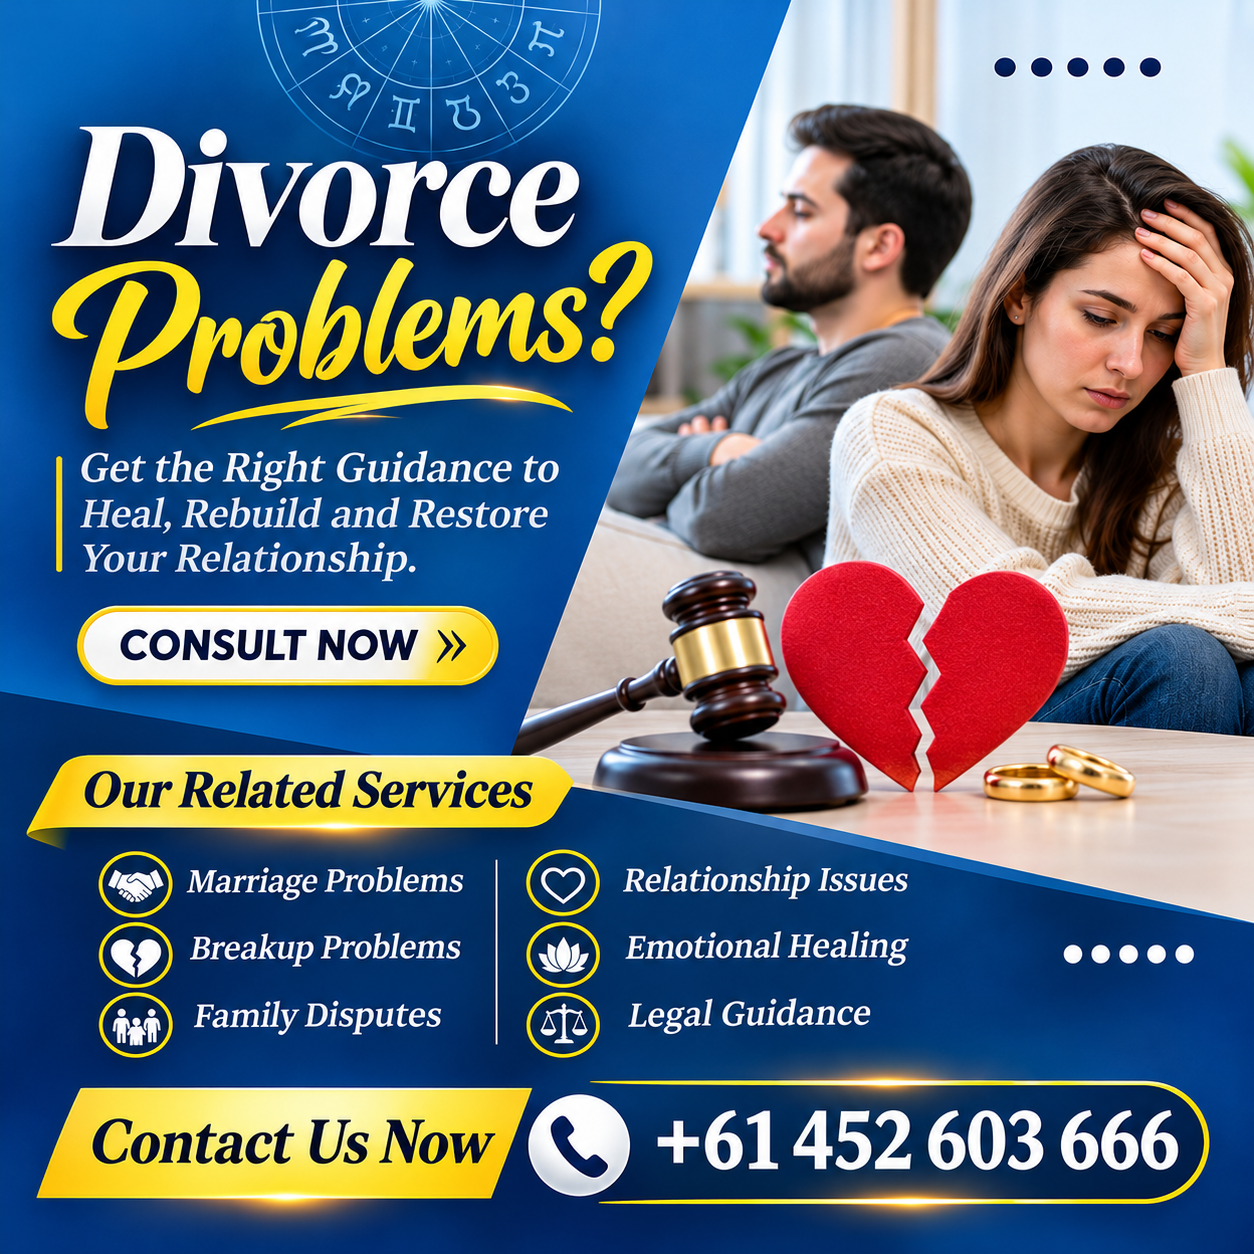 Divorce
Problems?
Get the Right Guidance to
Heal, Rebuild and Restore
Your Relationship.
CONSULT NOW »
Our Related Services
Marriage Problems
Breakup Problems
Family Disputes
Relationship Issues
Emotional Healing
Legal Guidance
Contact Us Now
+61 452 603 666